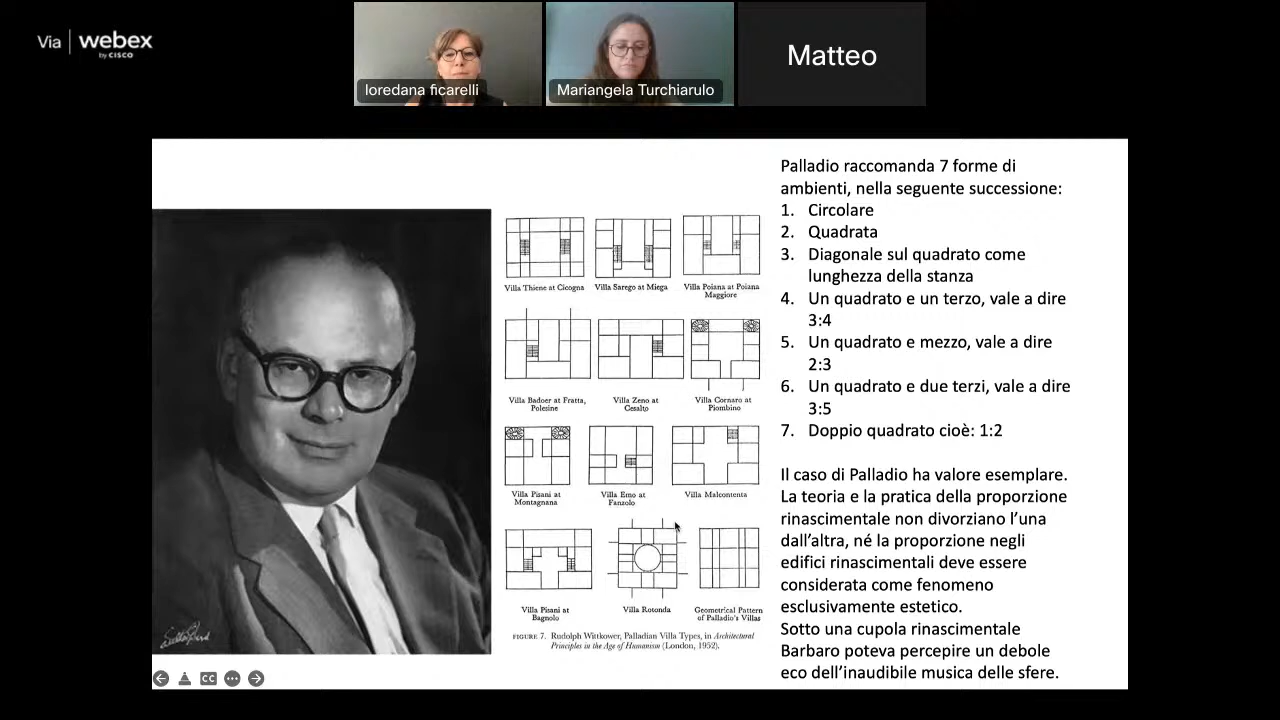 Via | webex
by CISCO
loredana ficarelli
Mariangela Turchiarulo
Matteo
Villa Thiene at Cicogna
Villa Sarego at Miega
Villa Poiana at Poiana
Maggiore
Villa Badoer at Fratta,
Polesine
Villa Zeno at
Cesalto
Villa Cornaro at
Piombino
Villa Pisani at
Montagnana
Villa Emo at
Fanzolo
Villa Malcontenta
Villa Pisani at
Bagnolo
Villa Rotonda
Geometrical Pattern
of Palladio's Villas
FIGURE 7. Rudolph Wittkower, Palladian Villa Types, in Architectural
Principles in the Age of Humanism (London, 1952).
Palladio raccomanda 7 forme di
ambienti, nella seguente successione:
1. Circolare
2. Quadrata
3. Diagonale sul quadrato come
lunghezza della stanza
4. Un quadrato e un terzo, vale a dire
3:4
5. Un quadrato e mezzo, vale a dire
2:3
6. Un quadrato e due terzi, vale a dire
3:5
7. Doppio quadrato cioè: 1:2
Il caso di Palladio ha valore esemplare.
La teoria e la pratica della proporzione
rinascimentale non divorziano l’una
dall’altra, né la proporzione negli
edifici rinascimentali deve essere
considerata come fenomeno
esclusivamente estetico.
Sotto una cupola rinascimentale
Barbaro poteva percepire un debole
eco dell’inaudibile musica delle sfere.
CC